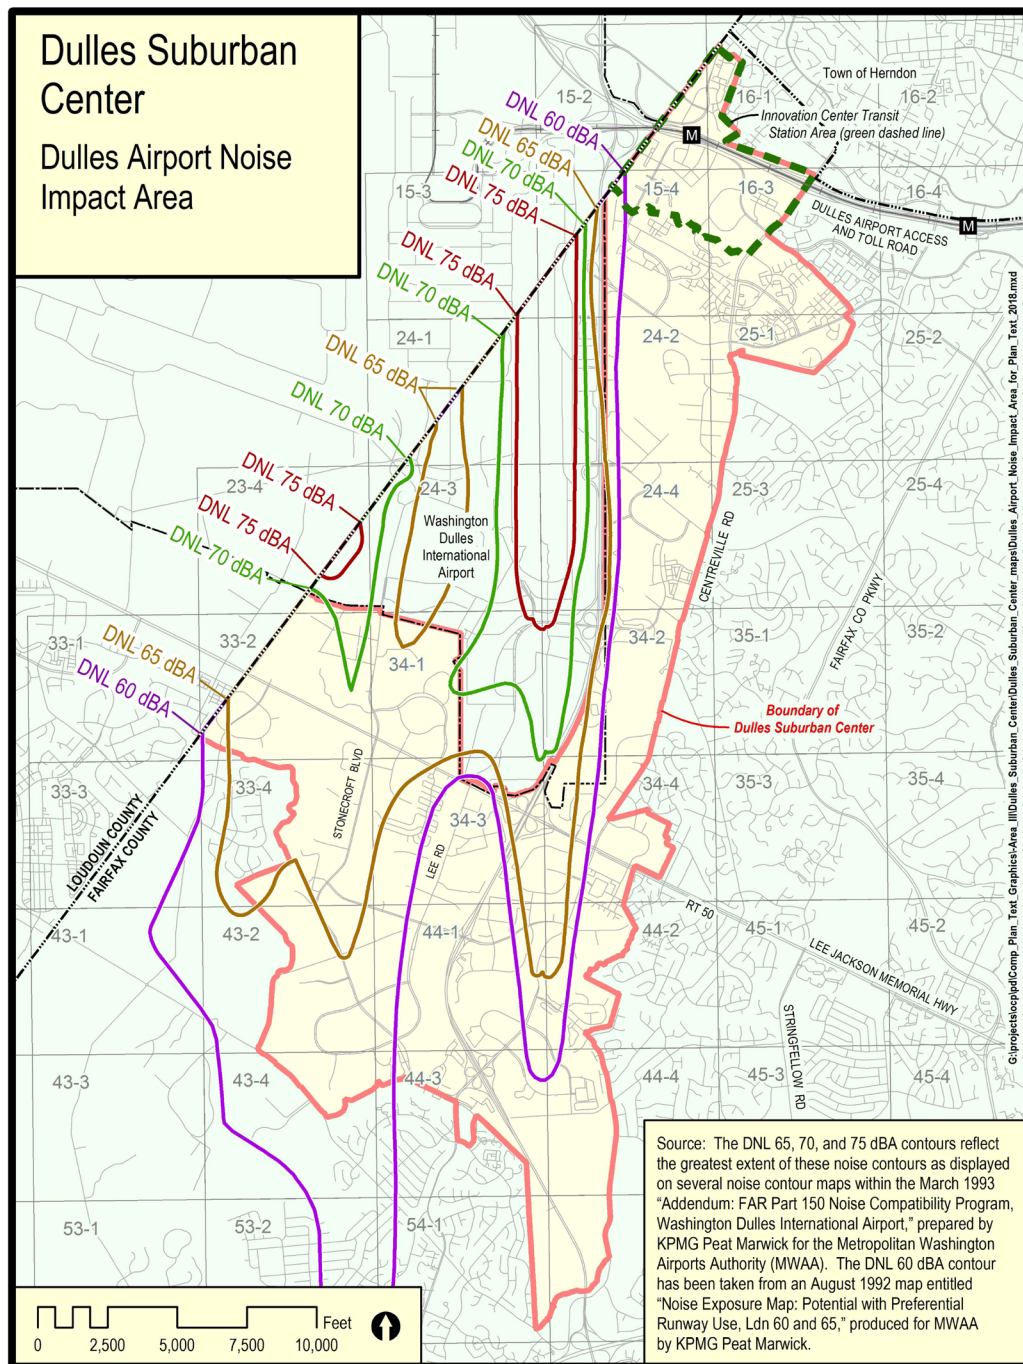 Dulles Suburban
Center
Dulles Airport Noise
Impact Area
DNL 60 dBA
DNL 65 dBA
DNL 70 dBA
DNL 75 dBA
DNL 75 dBA
DNL 70 dBA
DNL 65 dBA
DNL 70 dBA
DNL 75 dBA
DNL 75 dBA
DNL 70 dBA
DNL 65 dBA
DNL 60 dBA
15-2
16-1
16-2
Town of Herndon
Innovation Center Transit
Station Area (green dashed line)
M
15-3
15-4
16-3
16-4
M
DULLES AIRPORT ACCESS
AND TOLL ROAD
24-1
24-2
25-1
25-2
23-4
24-3
24-4
25-3
25-4
Washington
Dulles
International
Airport
CENTREVILLE RD
FAIRFAX CO PKWY
33-1
33-2
34-1
34-2
35-1
35-2
Boundary of
Dulles Suburban Center
33-3
33-4
STONECROFT BLVD
LEE RD
34-3
34-4
35-3
35-4
LOUDOUN COUNTY
FAIRFAX COUNTY
RT 50
43-1
43-2
44-1
44-2
45-1
45-2
LEE JACKSON MEMORIAL HWY
STRINGFELLOW RD
43-3
43-4
44-3
44-4
45-3
45-4
53-1
53-2
54-1
G:\projects\ocp\pd\Comp_Plan_Text_Graphics\-Area_III\Dulles_Suburban_Center\Dulles_Suburban_Center_maps\Dulles_Airport_Noise_Impact_Area_for_Plan_Text_2018.mxd
Source: The DNL 65, 70, and 75 dBA contours reflect
the greatest extent of these noise contours as displayed
on several noise contour maps within the March 1993
“Addendum: FAR Part 150 Noise Compatibility Program,
Washington Dulles International Airport,” prepared by
KPMG Peat Marwick for the Metropolitan Washington
Airports Authority (MWAA). The DNL 60 dBA contour
has been taken from an August 1992 map entitled
“Noise Exposure Map: Potential with Preferential
Runway Use, Ldn 60 and 65,” produced for MWAA
by KPMG Peat Marwick.
Feet
0 2,500 5,000 7,500 10,000